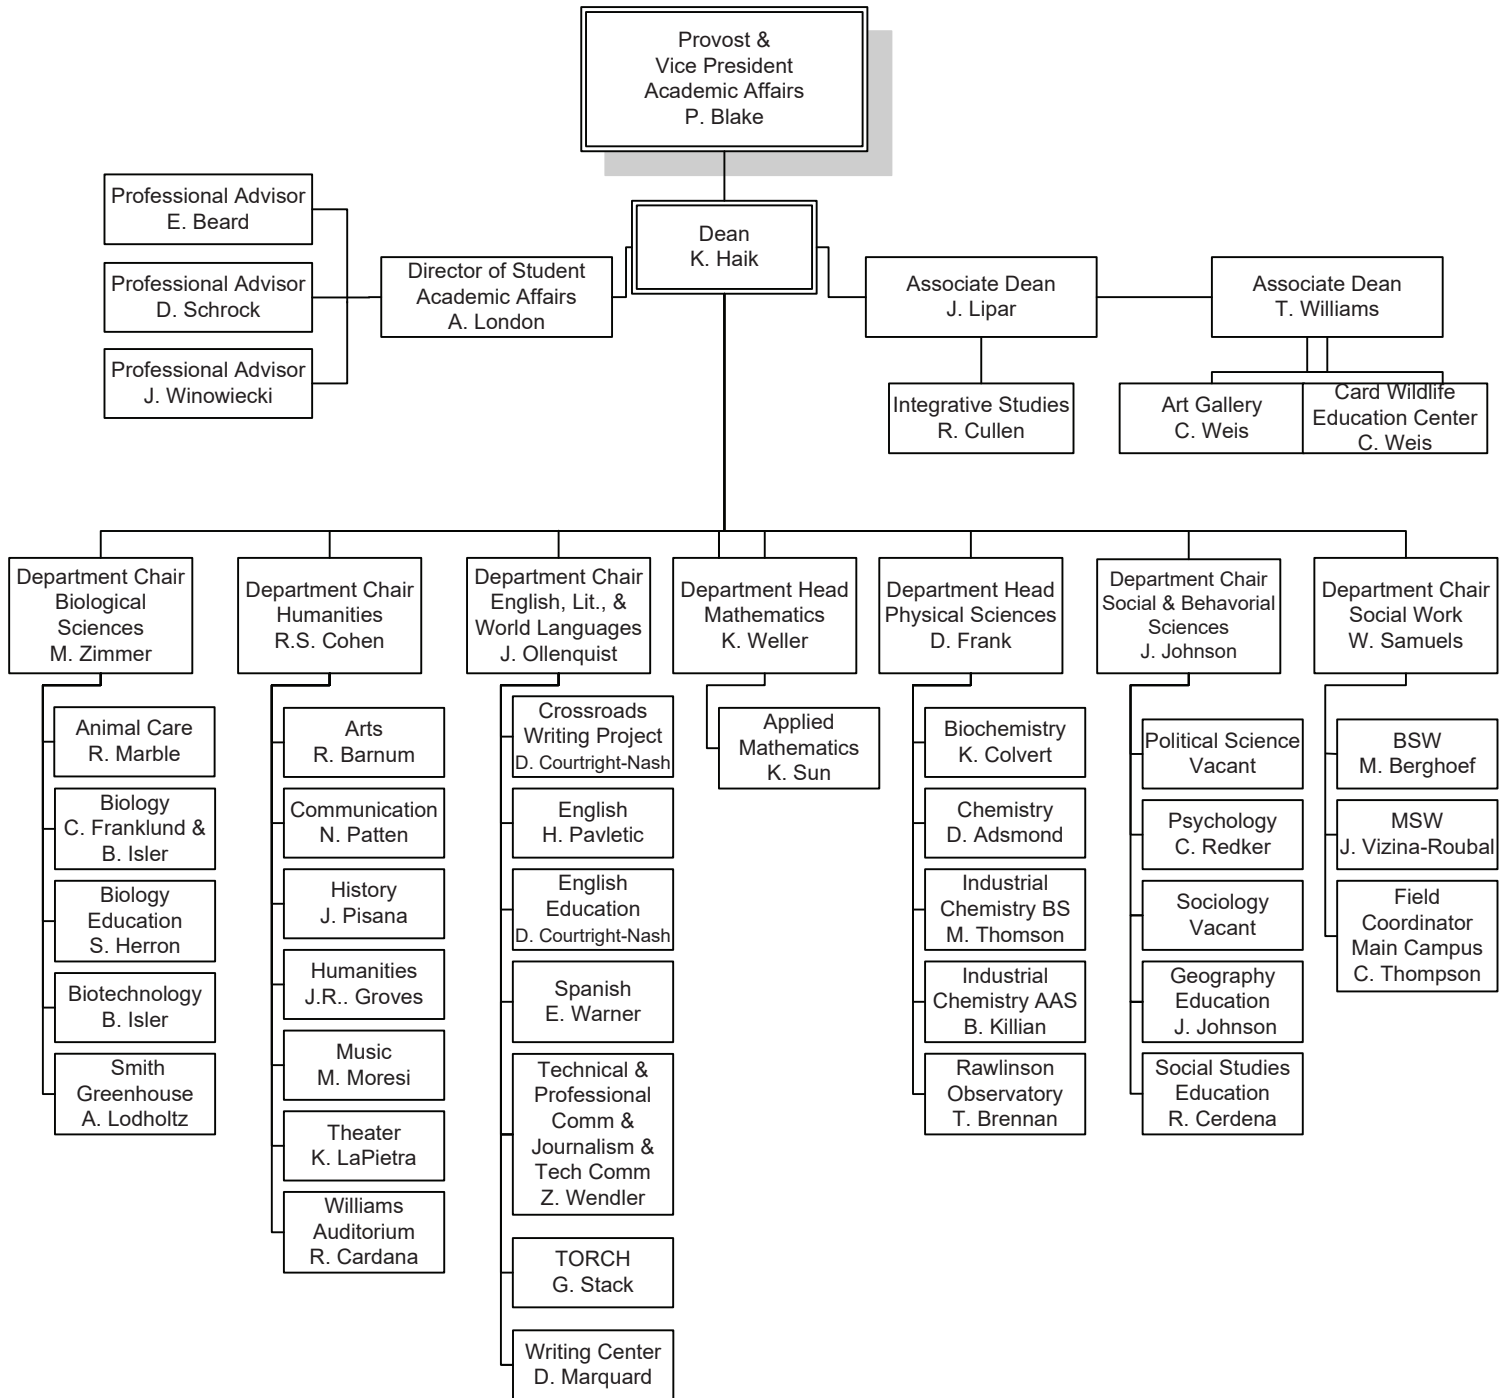 Provost &
Vice President
Academic Affairs
P. Blake
Professional Advisor
E. Beard
Professional Advisor
D. Schrock
Professional Advisor
J. Winowiecki
Director of Student
Academic Affairs
A. London
Dean
K. Haik
Associate Dean
J. Lipar
Associate Dean
T. Williams
Integrative Studies
R. Cullen
Art Gallery
C. Weis
Card Wildlife
Education Center
C. Weis
Department Chair
Biological
Sciences
M. Zimmer
Department Chair
Humanities
R.S. Cohen
Department Chair
English, Lit., &
World Languages
J. Ollenquist
Department Head
Mathematics
K. Weller
Department Head
Physical Sciences
D. Frank
Department Chair
Social & Behavorial
Sciences
J. Johnson
Department Chair
Social Work
W. Samuels
Animal Care
R. Marble
Biology
C. Franklund &
B. Isler
Biology
Education
S. Herron
Biotechnology
B. Isler
Smith
Greenhouse
A. Lodholtz
Arts
R. Barnum
Communication
N. Patten
History
J. Pisana
Humanities
J.R.. Groves
Music
M. Moresi
Theater
K. LaPietra
Williams
Auditorium
R. Cardana
Crossroads
Writing Project
D. Courtright-Nash
English
H. Pavletic
English
Education
D. Courtright-Nash
Spanish
E. Warner
Technical &
Professional
Comm &
Journalism &
Tech Comm
Z. Wendler
TORCH
G. Stack
Writing Center
D. Marquard
Applied
Mathematics
K. Sun
Biochemistry
K. Colvert
Chemistry
D. Adsmond
Industrial
Chemistry BS
M. Thomson
Industrial
Chemistry AAS
B. Killian
Rawlinson
Observatory
T. Brennan
Political Science
Vacant
Psychology
C. Redker
Sociology
Vacant
Geography
Education
J. Johnson
Social Studies
Education
R. Cerdena
BSW
M. Berghoef
MSW
J. Vizina-Roubal
Field
Coordinator
Main Campus
C. Thompson